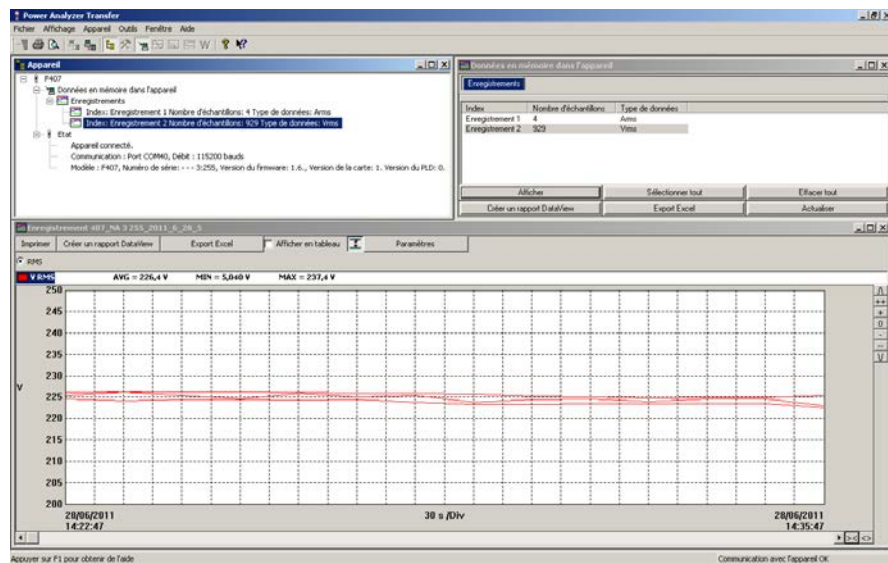 Power Analyzer Transfer
Fichier Affichage Appareil Outils Fenêtre Aide
Appareil
F407
Données en mémoire dans l'appareil
Enregistrements
Index: Enregistrement 1 Nombre d'échantillons: 4 Type de données: Arms
Index: Enregistrement 2 Nombre d'échantillons: 929 Type de données: Vrms
Etat
Appareil connecté.
Communication : Port COM40, Débit : 115200 bauds
Modèle : F407, Numéro de série: - - - 3:255, Version du firmware: 1.6., Version de la carte: 1. Version du PLD: 0.
Données en mémoire dans l'appareil
Enregistrements
Index Nombre d'échantillons Type de données
Enregistrement 1 4 Arms
Enregistrement 2 929 Vrms
Afficher Sélectionner tout Effacer tout
Créer un rapport DataView Export Excel Actualiser
Enregistrement 407_NA 3 255_2011_6_28_5
Imprimer Créer un rapport DataView Export Excel Afficher en tableau Paramètres
RMS
V RMS AVG = 226,4 V MIN = 5,040 V MAX = 237,4 V
250
245
240
235
230
V
225
220
215
210
205
200
28/06/2011 30 s /Div 28/06/2011
14:22:47 14:35:47
Appuyer sur F1 pour obtenir de l'aide Communication avec l'appareil OK